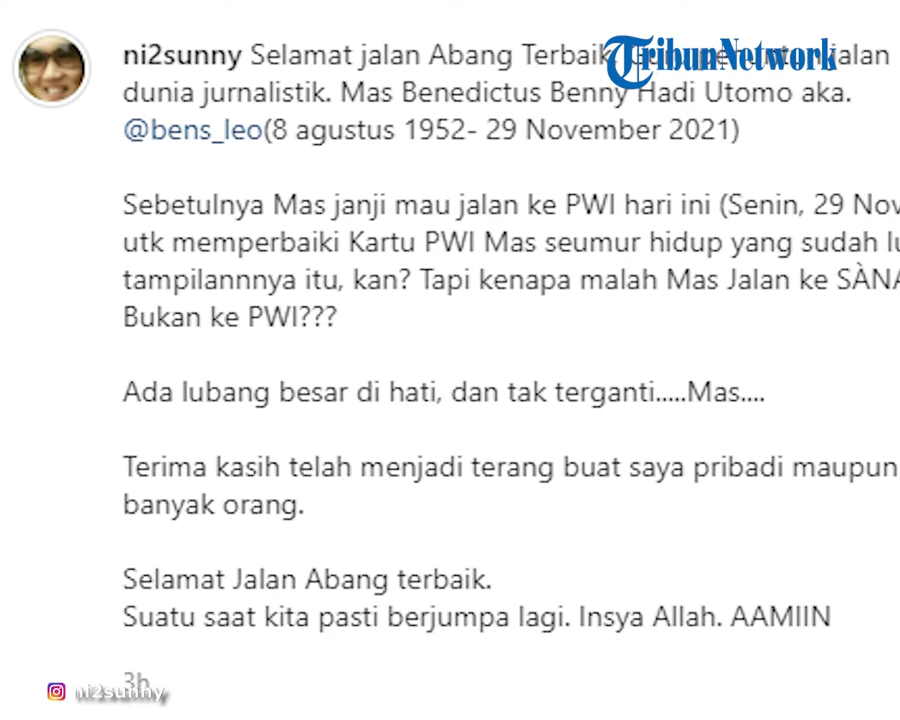 ni2sunny Selamat jalan Abang Terbaik. jalan
TribunNetwork
dunia jurnalistik. Mas Benedictus Benny Hadi Utomo aka.
@bens_leo(8 agustus 1952- 29 November 2021)
Sebetulnya Mas janji mau jalan ke PWI hari ini (Senin, 29 Nov
utk memperbaiki Kartu PWI Mas seumur hidup yang sudah lu
tampilannnya itu, kan? Tapi kenapa malah Mas Jalan ke SÀNA
Bukan ke PWI???
Ada lubang besar di hati, dan tak terganti.....Mas....
Terima kasih telah menjadi terang buat saya pribadi maupun
banyak orang.
Selamat Jalan Abang terbaik.
Suatu saat kita pasti berjumpa lagi. Insya Allah. AAMIIN
3h
ni2sunny